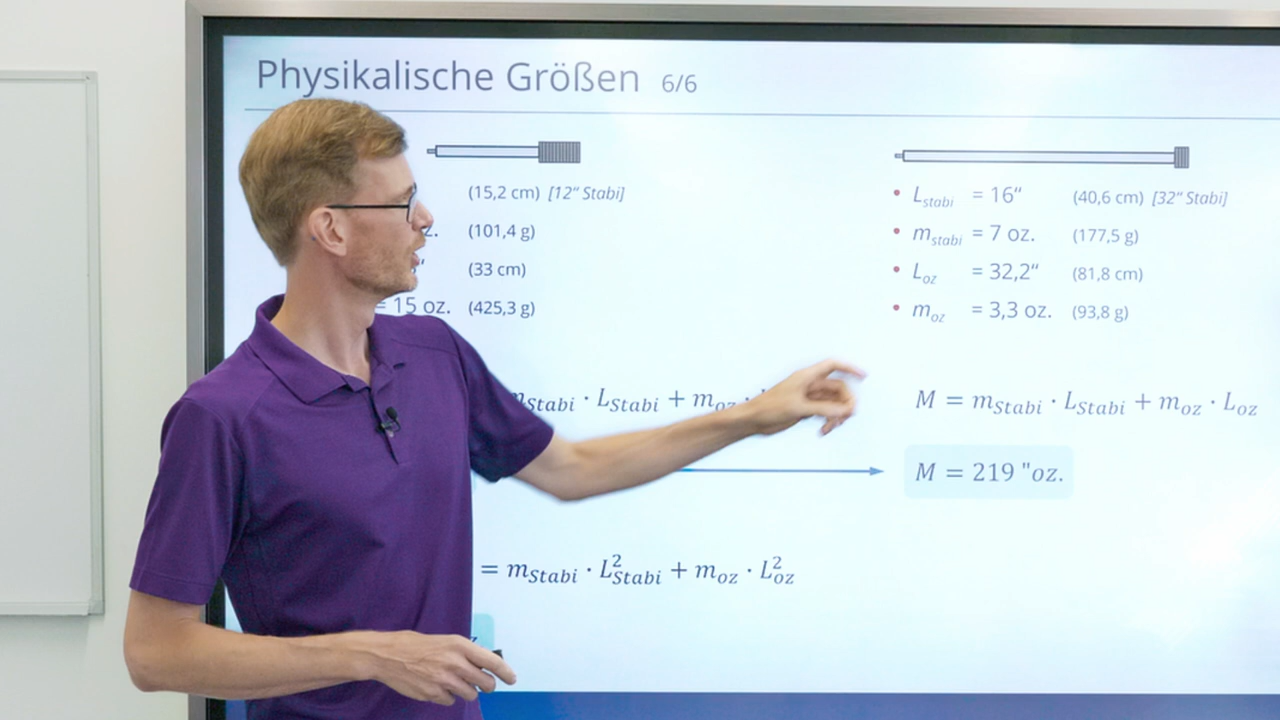 Physikalische Größen 6/6
(15,2 cm) [12“ Stabi]
z. (101,4 g)
“ (33 cm)
= 15 oz. (425,3 g)
• L_stabi = 16“ (40,6 cm) [32“ Stabi]
• m_stabi = 7 oz. (177,5 g)
• L_oz = 32,2“ (81,8 cm)
• m_oz = 3,3 oz. (93,8 g)
m_Stabi · L_Stabi + m_oz ·
M = m_Stabi · L_Stabi + m_oz · L_oz
M = 219 "oz.
= m_Stabi · L²_Stabi + m_oz · L²_oz